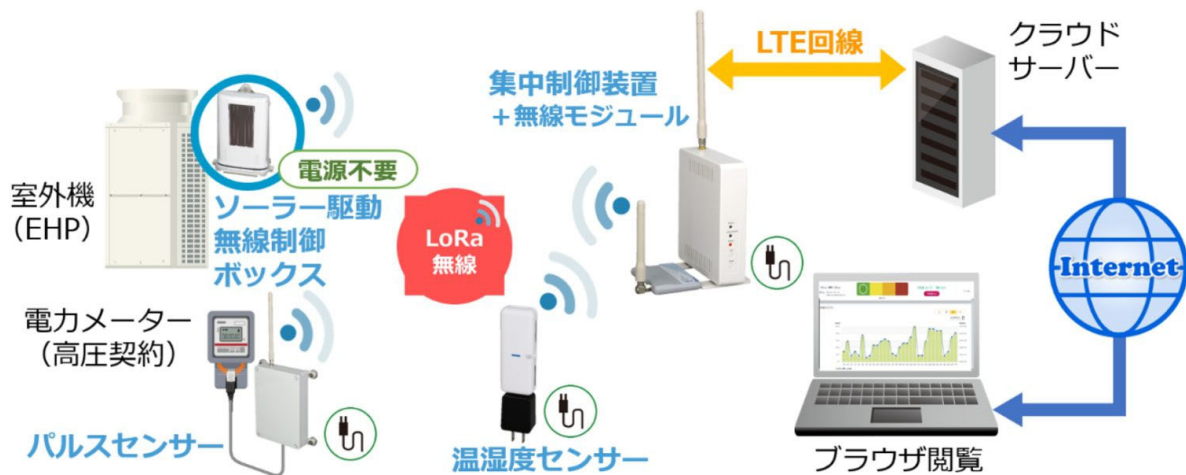 LTE回線
クラウド
サーバー
集中制御装置
＋無線モジュール
電源不要
室外機
（EHP）
ソーラー駆動
無線制御
ボックス
LoRa
無線
Internet
電力メーター
（高圧契約）
パルスセンサー
温湿度センサー
ブラウザ閲覧